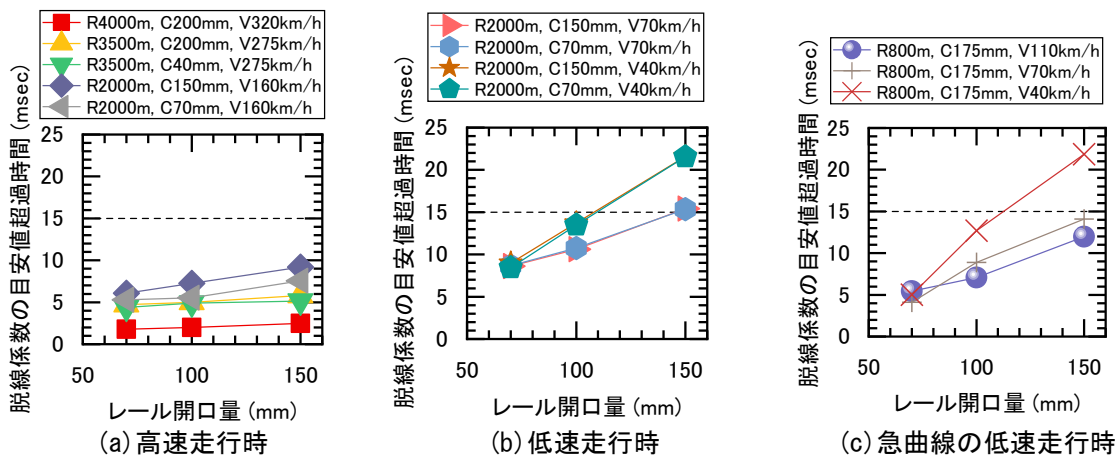 R4000m, C200mm, V320km/h
R3500m, C200mm, V275km/h
R3500m, C40mm, V275km/h
R2000m, C150mm, V160km/h
R2000m, C70mm, V160km/h
脱線係数の目安値超過時間 (msec)
25
20
15
10
5
0
50
100
150
レール開口量 (mm)
(a) 高速走行時
R2000m, C150mm, V70km/h
R2000m, C70mm, V70km/h
R2000m, C150mm, V40km/h
R2000m, C70mm, V40km/h
脱線係数の目安値超過時間 (msec)
25
20
15
10
5
0
50
100
150
レール開口量 (mm)
(b) 低速走行時
R800m, C175mm, V110km/h
R800m, C175mm, V70km/h
R800m, C175mm, V40km/h
脱線係数の目安値超過時間 (msec)
25
20
15
10
5
0
50
100
150
レール開口量 (mm)
(c) 急曲線の低速走行時